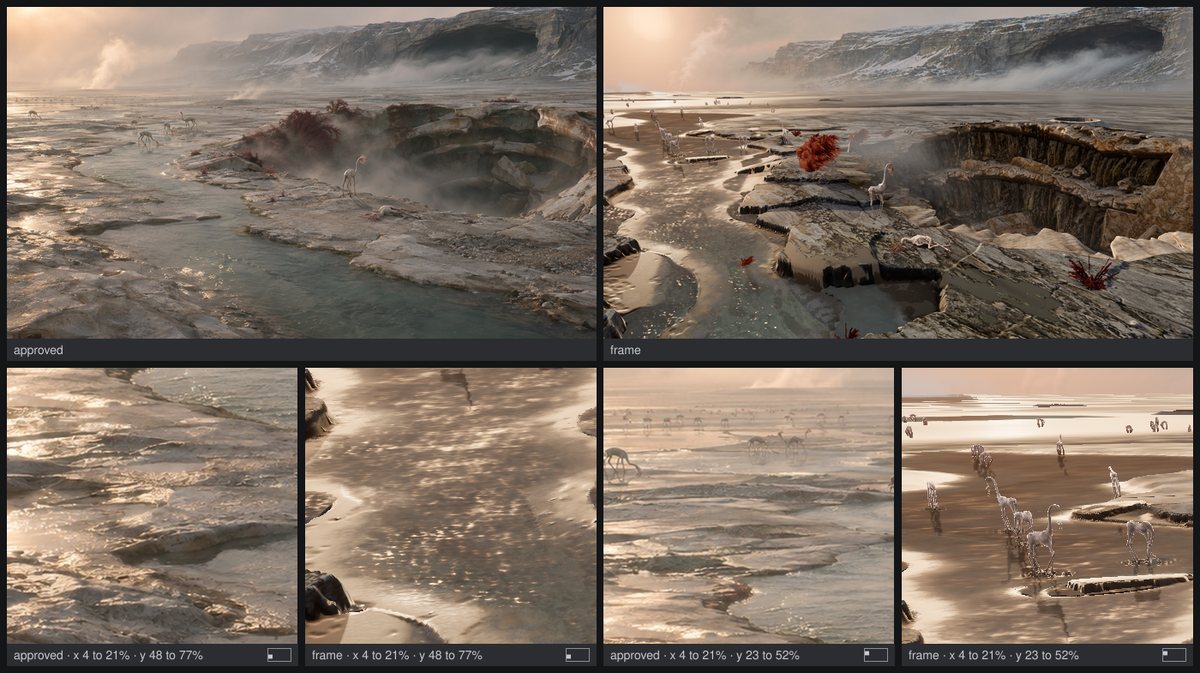 approved
frame
approved · x 4 to 21% · y 48 to 77%
frame · x 4 to 21% · y 48 to 77%
approved · x 4 to 21% · y 23 to 52%
frame · x 4 to 21% · y 23 to 52%